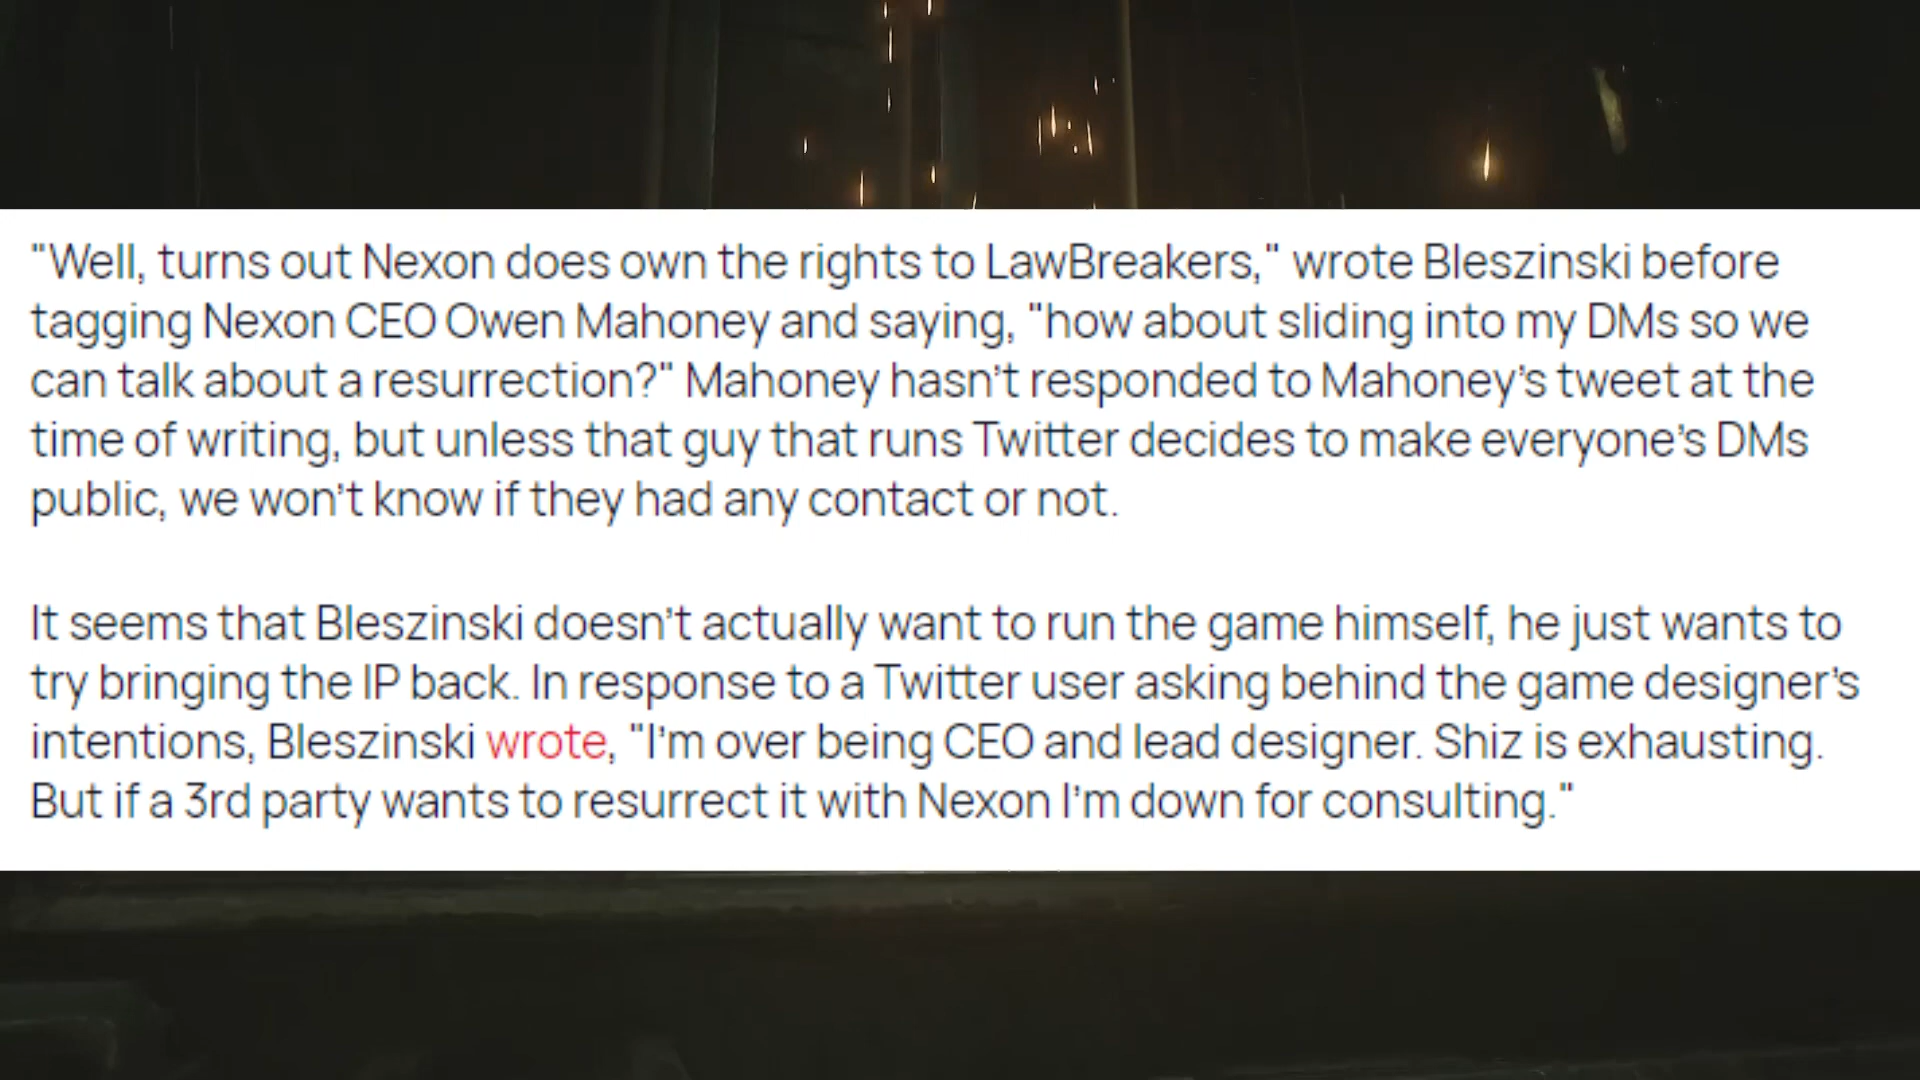 "Well, turns out Nexon does own the rights to LawBreakers," wrote Bleszinski before
tagging Nexon CEO Owen Mahoney and saying, "how about sliding into my DMs so we
can talk about a resurrection?" Mahoney hasn't responded to Mahoney's tweet at the
time of writing, but unless that guy that runs Twitter decides to make everyone's DMs
public, we won't know if they had any contact or not.
It seems that Bleszinski doesn't actually want to run the game himself, he just wants to
try bringing the IP back. In response to a Twitter user asking behind the game designer's
intentions, Bleszinski wrote, "I'm over being CEO and lead designer. Shiz is exhausting.
But if a 3rd party wants to resurrect it with Nexon I'm down for consulting."